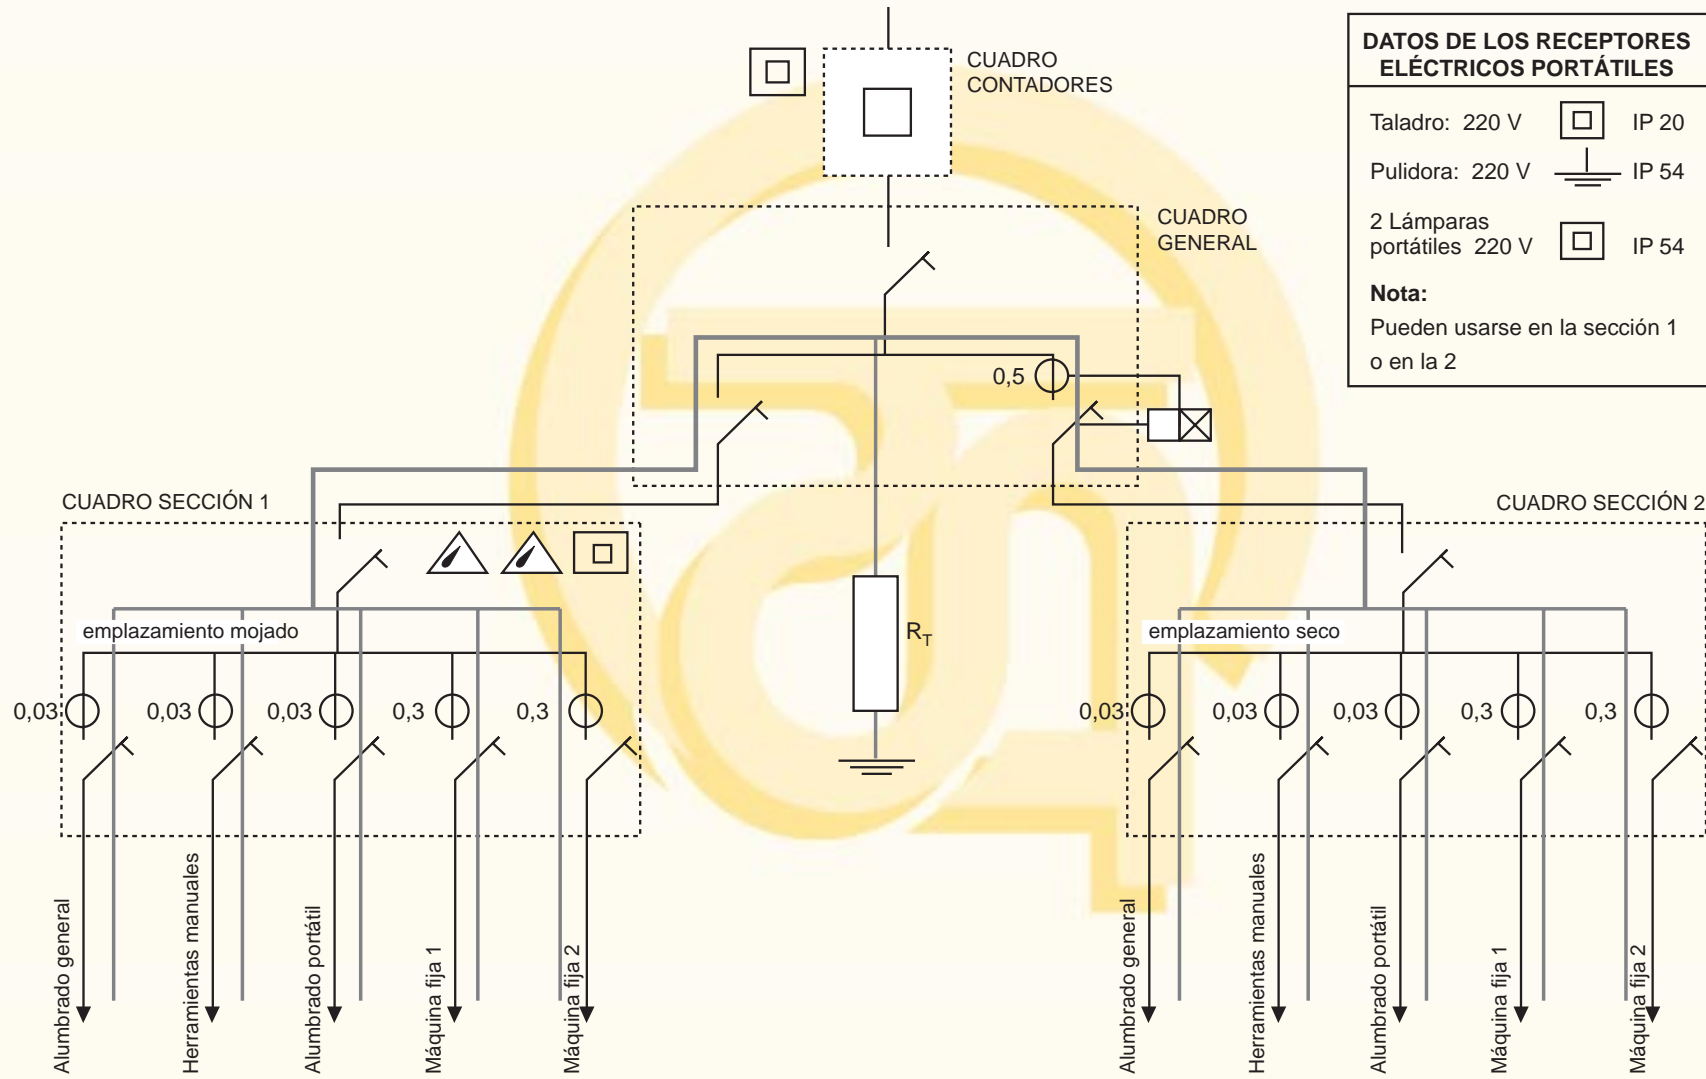 CUADRO
CONTADORES
DATOS DE LOS RECEPTORES
ELÉCTRICOS PORTÁTILES
Taladro: 220 V IP 20
Pulidora: 220 V IP 54
2 Lámparas
portátiles 220 V IP 54
Nota:
Pueden usarse en la sección 1
o en la 2
CUADRO
GENERAL
0,5
CUADRO SECCIÓN 1
CUADRO SECCIÓN 2
emplazamiento mojado
R_T
emplazamiento seco
0,03 0,03 0,03 0,3 0,3
0,03 0,03 0,03 0,3 0,3
Alumbrado general
Herramientas manuales
Alumbrado portátil
Máquina fija 1
Máquina fija 2
Alumbrado general
Herramientas manuales
Alumbrado portátil
Máquina fija 1
Máquina fija 2